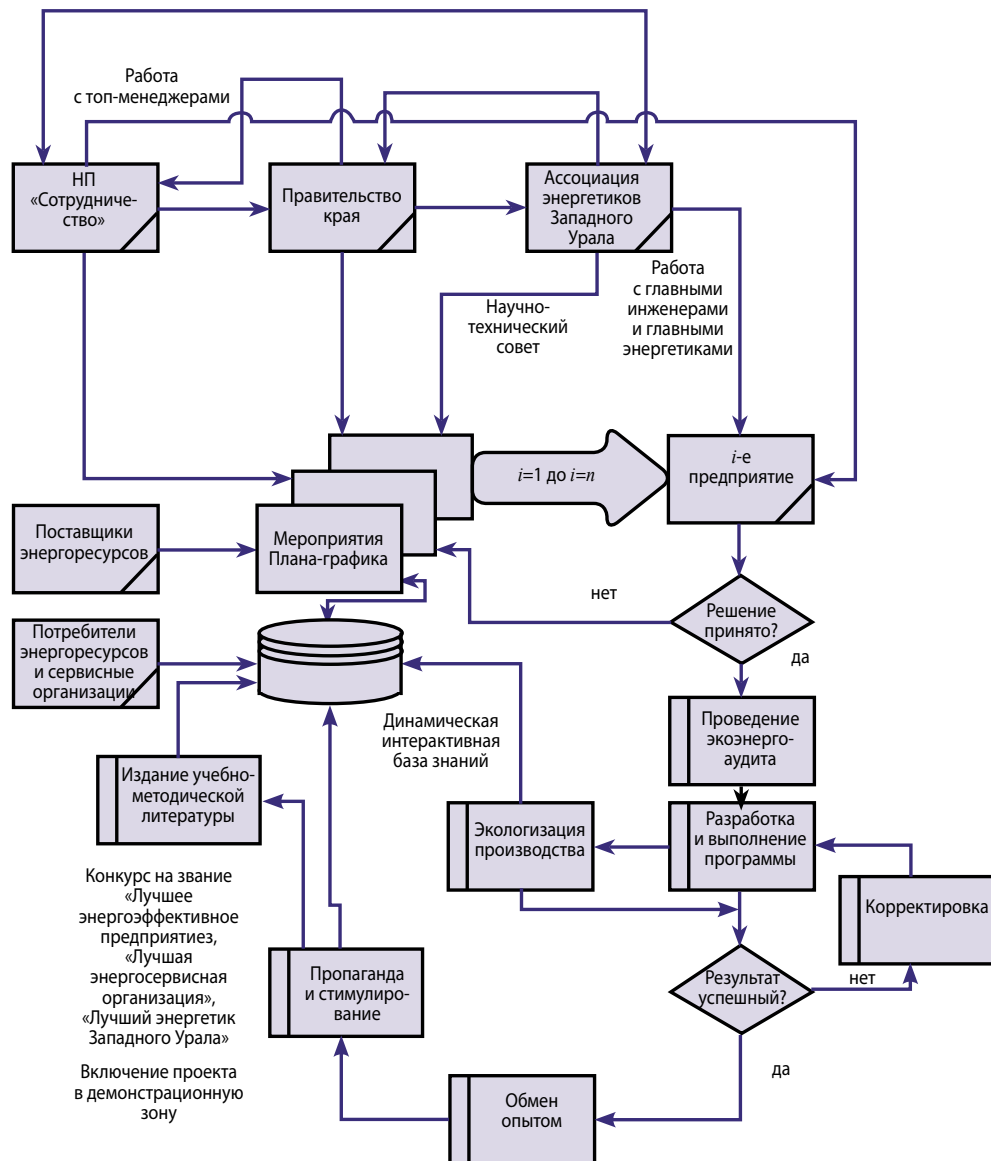 Работа
с топ-менеджерами
НП
«Сотрудниче-
ство»
Правительство
края
Ассоциация
энергетиков
Западного
Урала
Научно-
технический
совет
Работа
с главными
инженерами
и главными
энергетиками
i=1 до i=n
i-е
предприятие
Поставщики
энергоресурсов
Мероприятия
Плана-графика
нет
Решение
принято?
да
Потребители
энергоресурсов
и сервисные
организации
Динамическая
интерактивная
база знаний
Проведение
экоэнерго-
аудита
Издание учебно-
методической
литературы
Экологизация
производства
Разработка
и выполнение
программы
Корректировка
Конкурс на звание
«Лучшее
энергоэффективное
предприятиез,
«Лучшая
энергосервисная
организация»,
«Лучший энергетик
Западного Урала»
Включение проекта
в демонстрационную
зону
Пропаганда
и стимулиро-
вание
Результат
успешный?
нет
да
Обмен
опытом